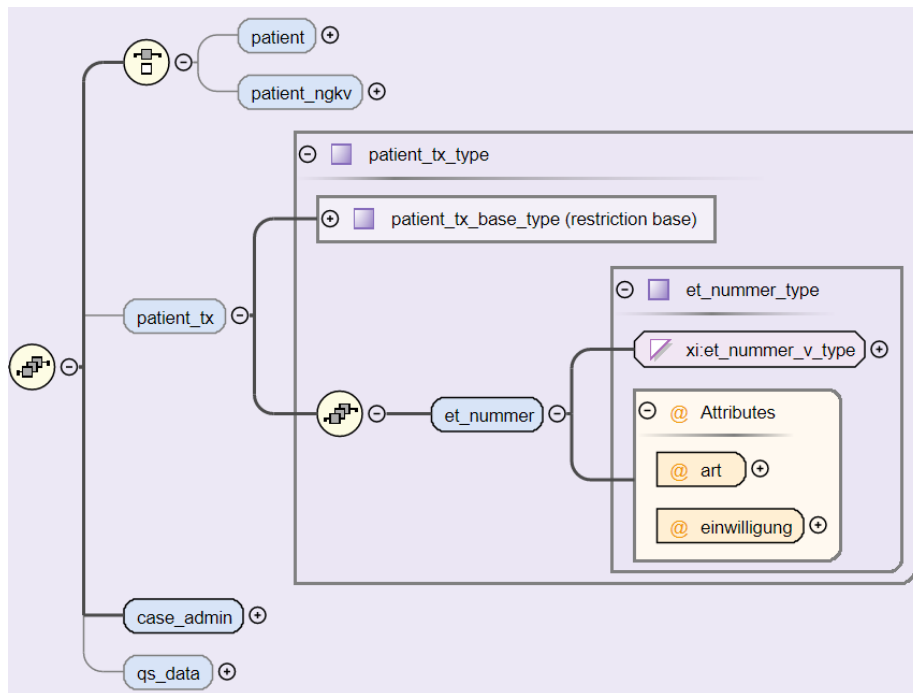 patient
patient_ngkv
patient_tx_type
patient_tx_base_type (restriction base)
patient_tx
et_nummer_type
xi:et_nummer_v_type
et_nummer
@ Attributes
@ art
@ einwilligung
case_admin
qs_data